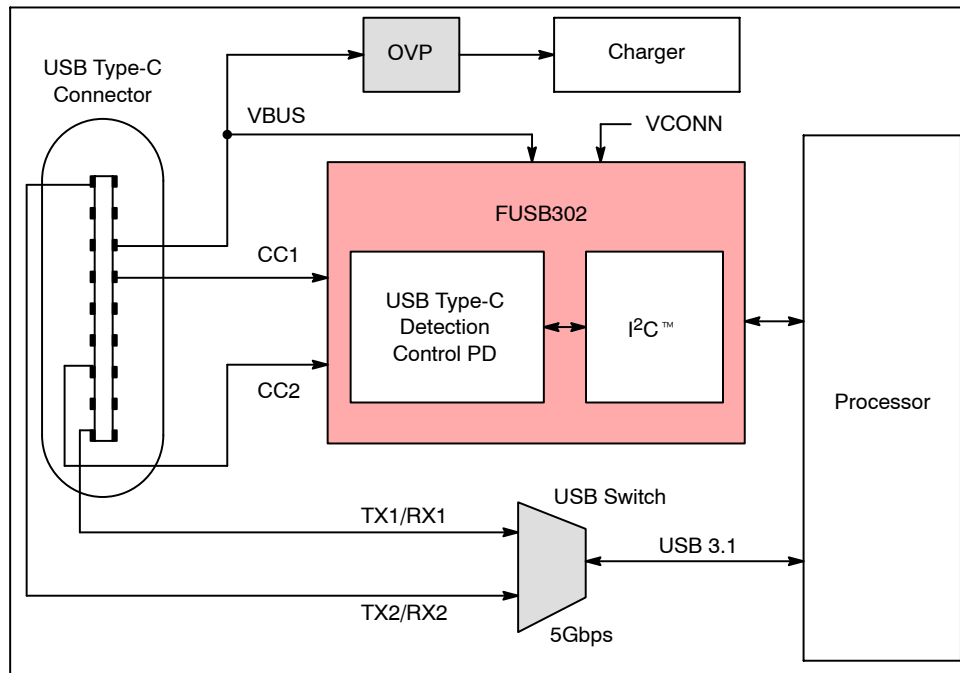 USB Type-C
Connector
OVP
Charger
VBUS
VCONN
FUSB302
CC1
USB Type-C
Detection
Control PD
I²C™
CC2
Processor
USB Switch
TX1/RX1
USB 3.1
TX2/RX2
5Gbps